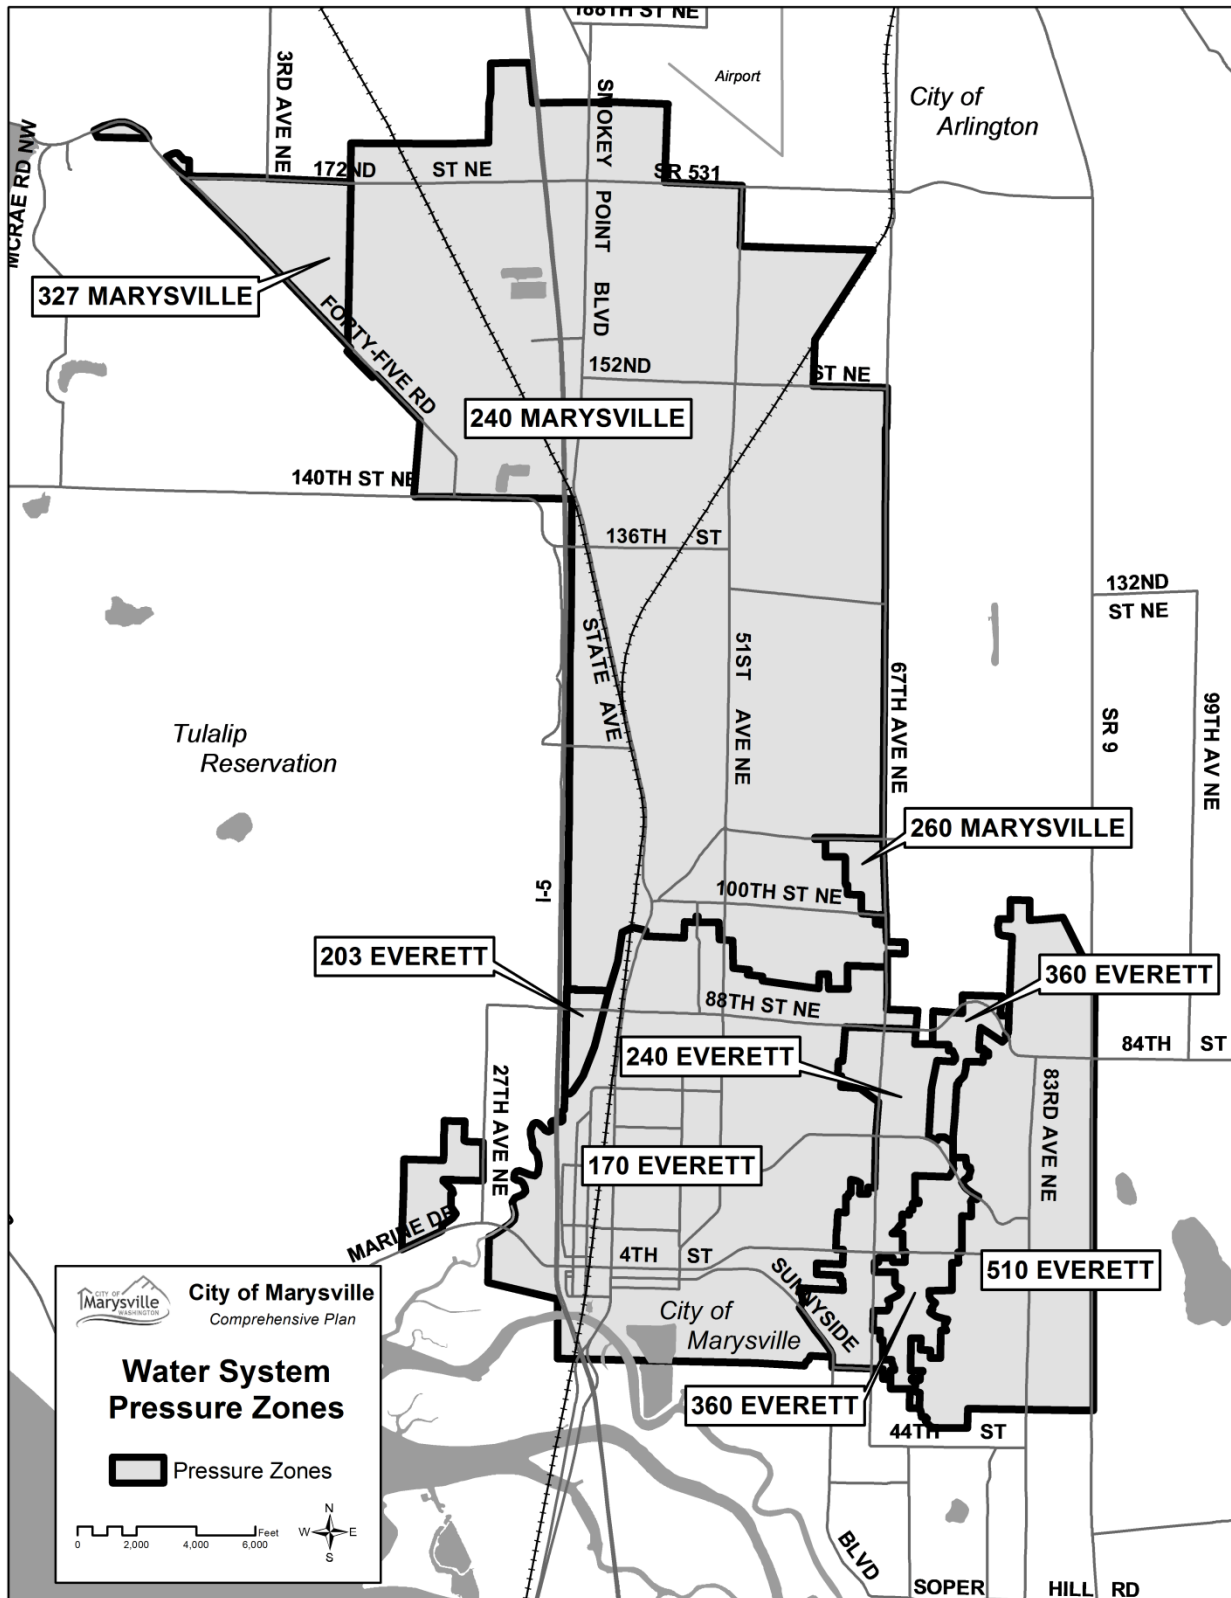 188TH ST NE
3RD AVE NE
SMOKEY POINT BLVD
Airport
City of
Arlington
MCRAE RD NW
172ND ST NE
SR 531
327 MARYSVILLE
FORTY-FIVE RD
152ND ST NE
240 MARYSVILLE
140TH ST NE
136TH ST
132ND
ST NE
STATE AVE
51ST AVE NE
67TH AVE NE
SR 9
99TH AV NE
Tulalip
Reservation
260 MARYSVILLE
I-5
100TH ST NE
203 EVERETT
360 EVERETT
88TH ST NE
240 EVERETT
84TH ST
27TH AVE NE
83RD AVE NE
170 EVERETT
MARINE DR
4TH ST
510 EVERETT
SUNNYSIDE
City of
Marysville
360 EVERETT
44TH ST
BLVD
SOPER HILL RD
CITY OF
Marysville
WASHINGTON
City of Marysville
Comprehensive Plan
Water System
Pressure Zones
Pressure Zones
Feet
0 2,000 4,000 6,000
N
W E
S